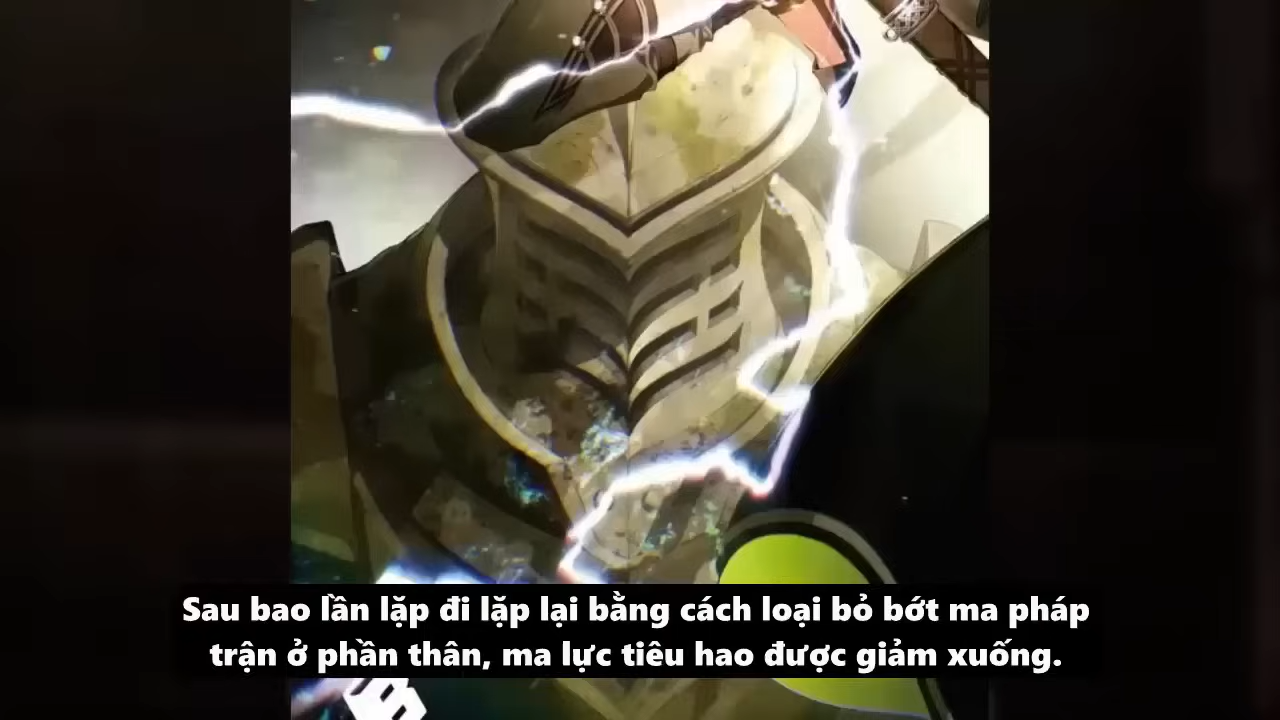 Sau bao lần lặp đi lặp lại bằng cách loại bỏ bớt ma pháp
trận ở phần thân, ma lực tiêu hao được giảm xuống.